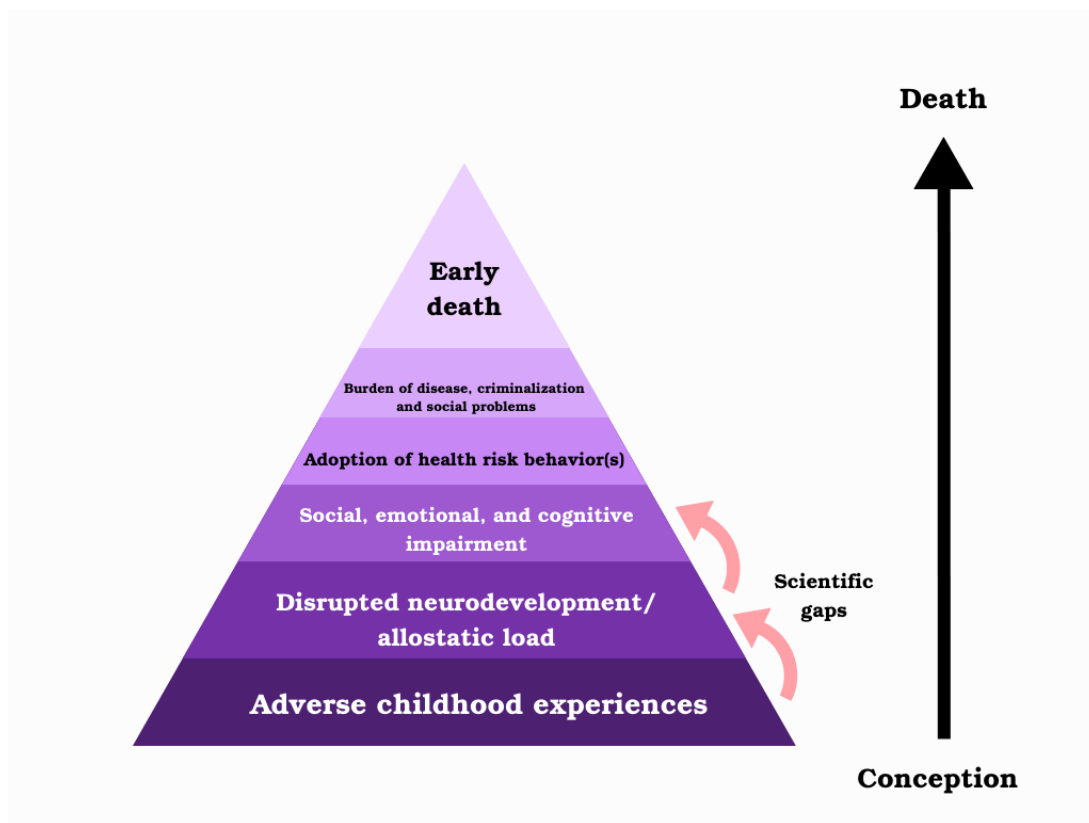 Death
Early
death
Burden of disease, criminalization
and social problems
Adoption of health risk behavior(s)
Social, emotional, and cognitive
impairment
Scientific
gaps
Disrupted neurodevelopment/
allostatic load
Adverse childhood experiences
Conception